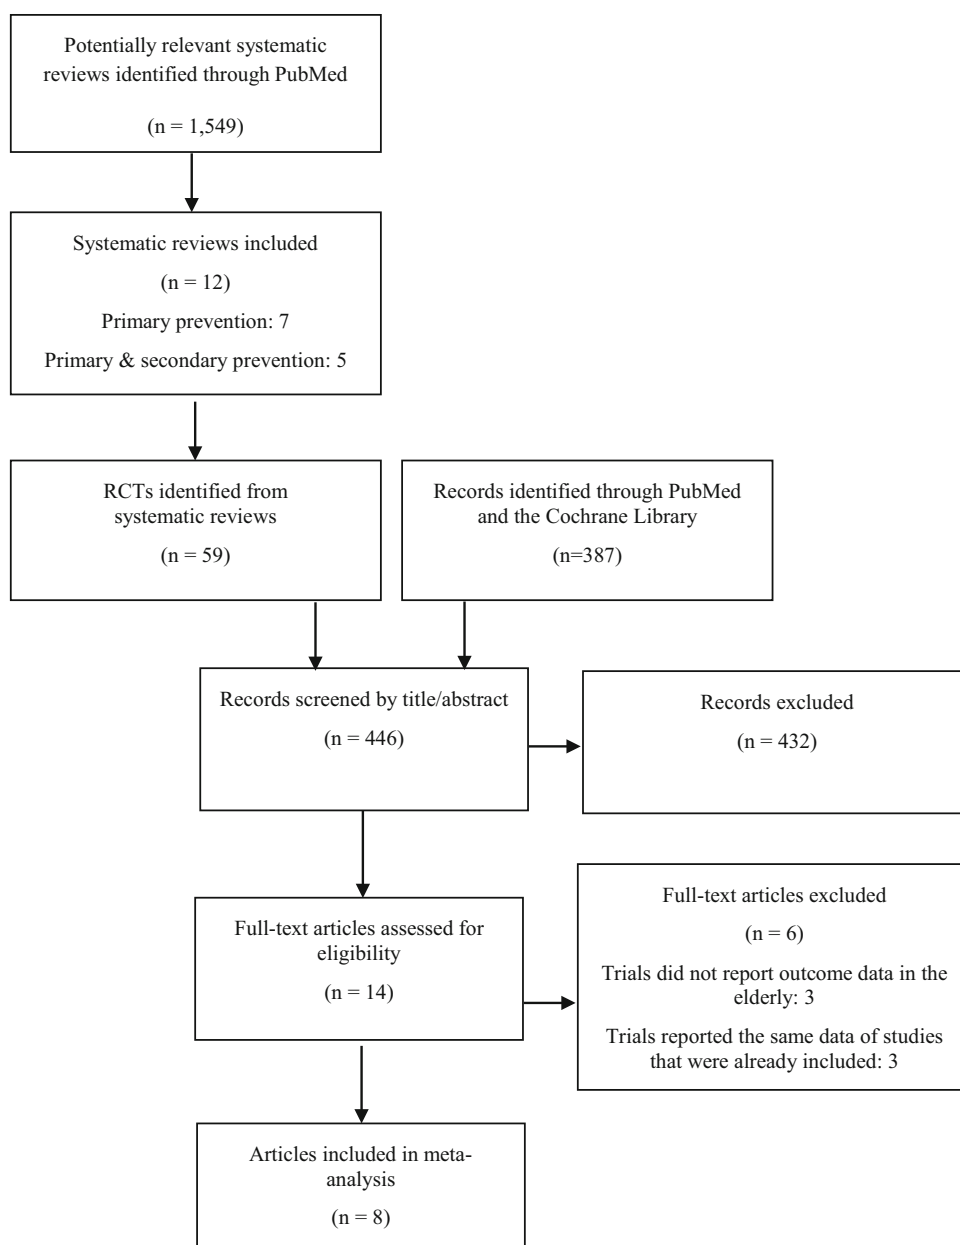 Potentially relevant systematic
reviews identified through PubMed
(n = 1,549)
Systematic reviews included
(n = 12)
Primary prevention: 7
Primary & secondary prevention: 5
RCTs identified from
systematic reviews
(n = 59)
Records identified through PubMed
and the Cochrane Library
(n=387)
Records screened by title/abstract
(n = 446)
Records excluded
(n = 432)
Full-text articles assessed for
eligibility
(n = 14)
Full-text articles excluded
(n = 6)
Trials did not report outcome data in the
elderly: 3
Trials reported the same data of studies
that were already included: 3
Articles included in meta-
analysis
(n = 8)